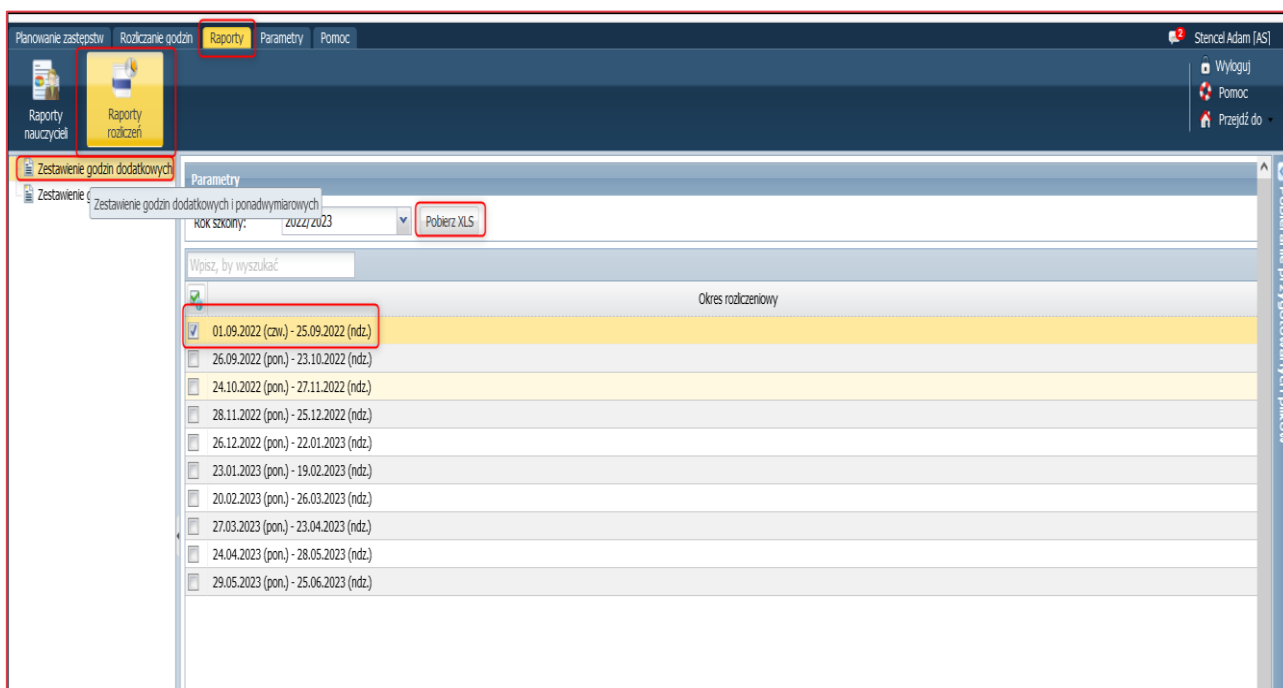 Planowanie zastępstw Rozliczanie godzin Raporty Parametry Pomoc
2 Stencel Adam [AS]
Wyloguj
Pomoc
Przejdź do
Raporty nauczycieli
Raporty rozliczeń
Zestawienie godzin dodatkowych
Zestawienie g
Zestawienie godzin dodatkowych i ponadwymiarowych
Parametry
Rok szkolny: 2022/2023 Pobierz XLS
Wpisz, by wyszukać
Okres rozliczeniowy
01.09.2022 (czw.) - 25.09.2022 (ndz.)
26.09.2022 (pon.) - 23.10.2022 (ndz.)
24.10.2022 (pon.) - 27.11.2022 (ndz.)
28.11.2022 (pon.) - 25.12.2022 (ndz.)
26.12.2022 (pon.) - 22.01.2023 (ndz.)
23.01.2023 (pon.) - 19.02.2023 (ndz.)
20.02.2023 (pon.) - 26.03.2023 (ndz.)
27.03.2023 (pon.) - 23.04.2023 (ndz.)
24.04.2023 (pon.) - 28.05.2023 (ndz.)
29.05.2023 (pon.) - 25.06.2023 (ndz.)
Pobieranie przygotowanych plików